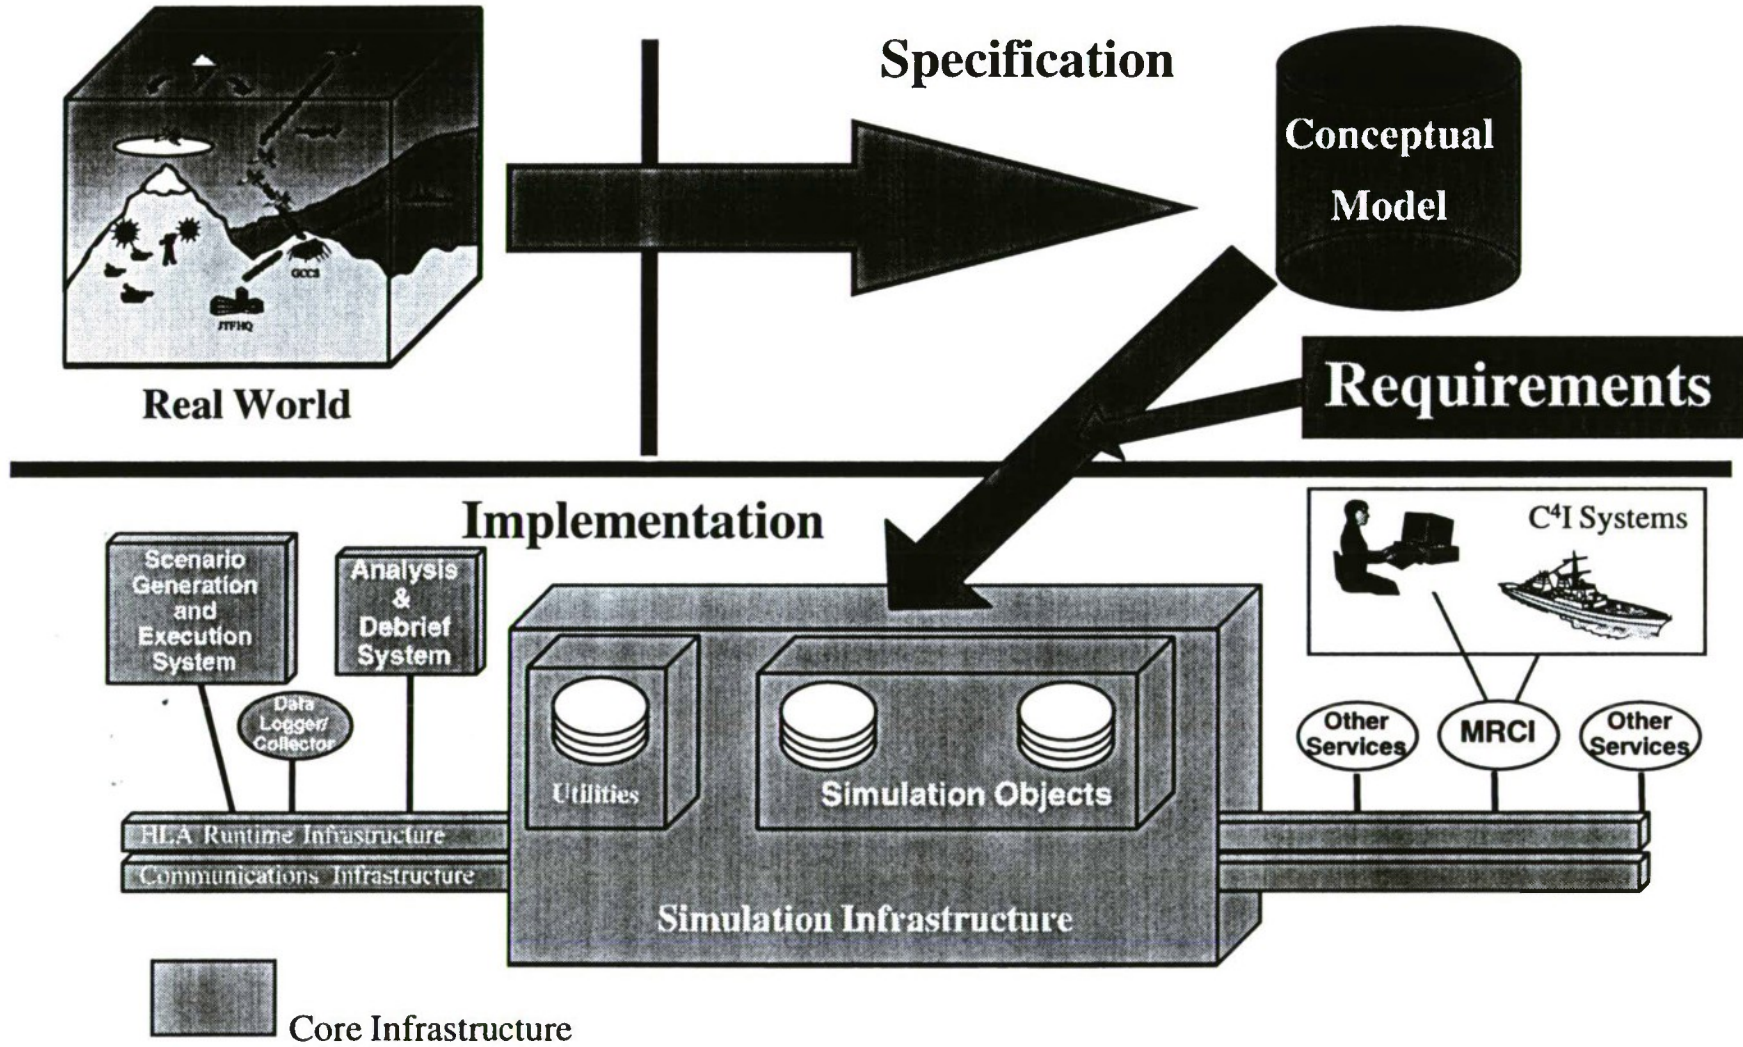 Specification
Conceptual
Model
GCCS
JTFHQ
Real World
Requirements
Implementation
Scenario
Generation
and
Execution
System
Analysis
&
Debrief
System
Data
Logger/
Collector
C⁴I Systems
Other
Services
MRCI
Other
Services
Utilities
Simulation Objects
HLA Runtime Infrastructure
Communications Infrastructure
Simulation Infrastructure
Core Infrastructure